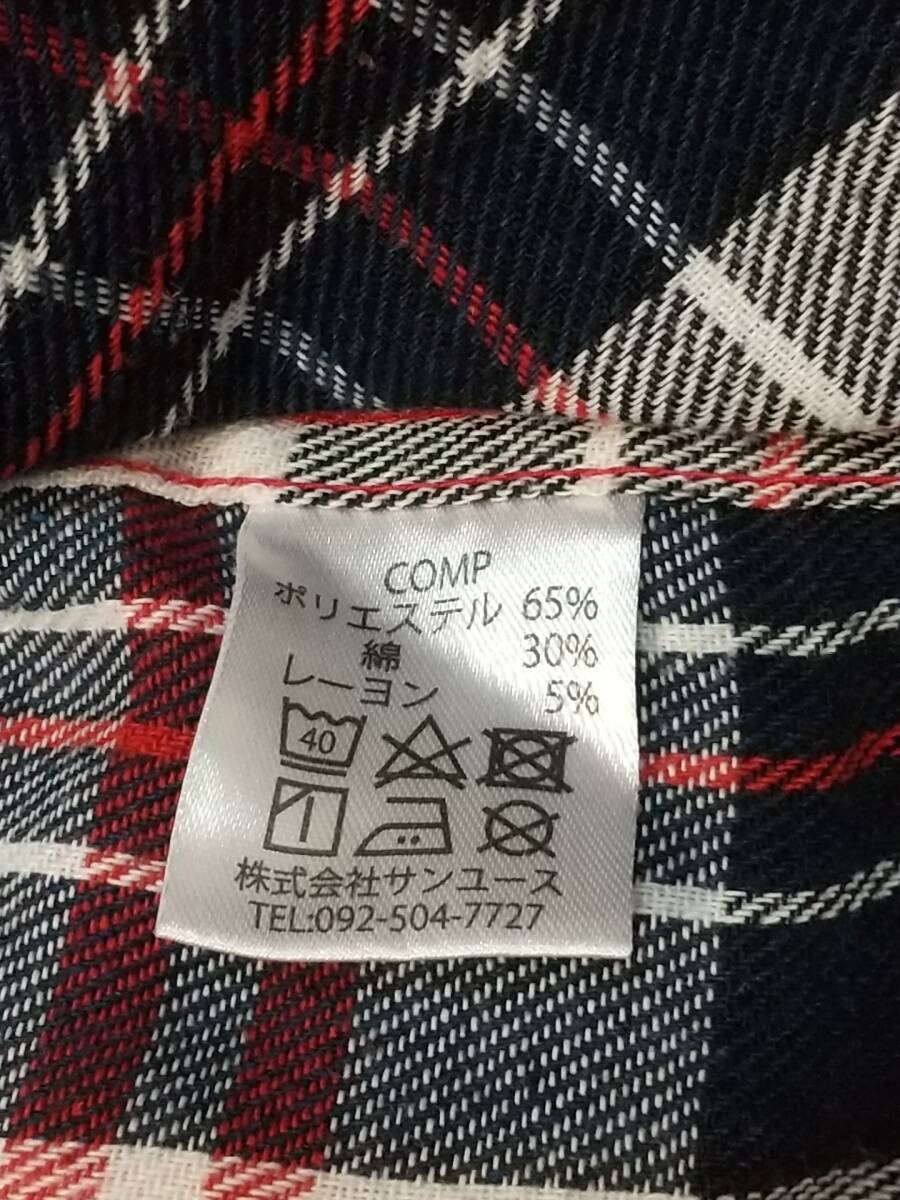 COMP
ポリエステル 65%
綿 30%
レーヨン 5%
40
株式会社サンユース
TEL:092-504-7727